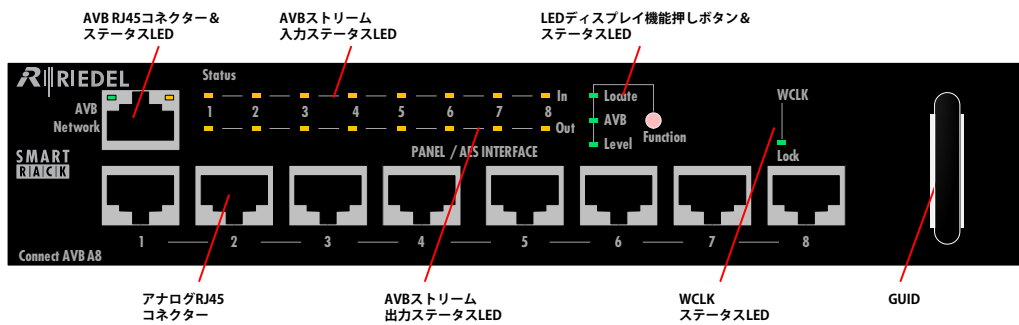 AVB RJ45コネクター＆
ステータスLED
AVBストリーム
入力ステータスLED
LEDディスプレイ機能押しボタン＆
ステータスLED
RIEDEL
Status
AVB
Network
1 2 3 4 5 6 7 8
In
Out
Locate
AVB
Level
Function
WCLK
Lock
PANEL / AES INTERFACE
SMART
RACK
1 2 3 4 5 6 7 8
Connect AVB A8
アナログRJ45
コネクター
AVBストリーム
出力ステータスLED
WCLK
ステータスLED
GUID